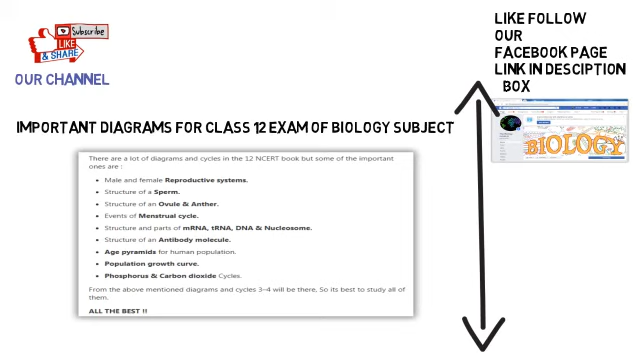 Subscribe
LIKE
& SHARE
OUR CHANNEL
LIKE FOLLOW
OUR
FACEBOOK PAGE
LINK IN DESCIPTION
BOX
BIOLOGY
IMPORTANT DIAGRAMS FOR CLASS 12 EXAM OF BIOLOGY SUBJECT
There are a lot of diagrams and cycles in the 12 NCERT book but some of the important
ones are :
• Male and female Reproductive systems.
• Structure of a Sperm.
• Structure of an Ovule & Anther.
• Events of Menstrual cycle.
• Structure and parts of mRNA, tRNA, DNA & Nucleosome.
• Structure of an Antibody molecule.
• Age pyramids for human population.
• Population growth curve.
• Phosphorus & Carbon dioxide Cycles.
From the above mentioned diagrams and cycles 3-4 will be there, So its best to study all of
them.
ALL THE BEST !!